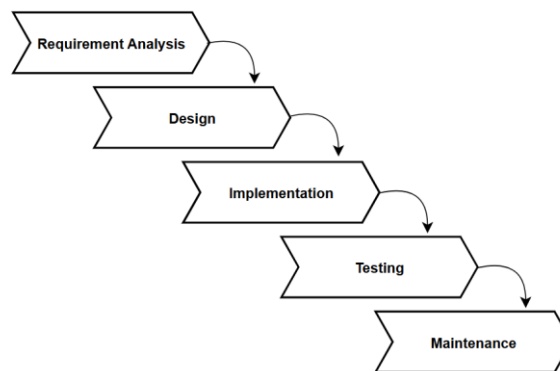 Requirement Analysis
Design
Implementation
Testing
Maintenance